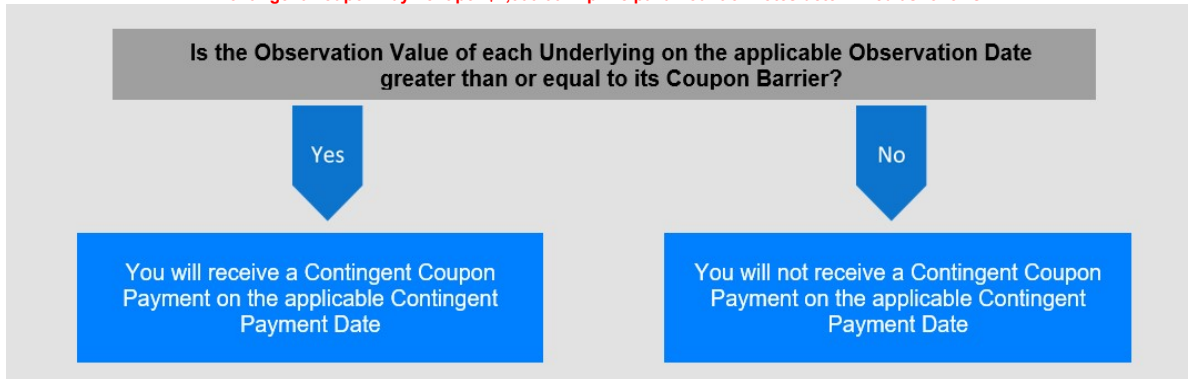 Is the Observation Value of each Underlying on the applicable Observation Date
greater than or equal to its Coupon Barrier?
Yes
No
You will receive a Contingent Coupon
Payment on the applicable Contingent
Payment Date
You will not receive a Contingent Coupon
Payment on the applicable Contingent
Payment Date